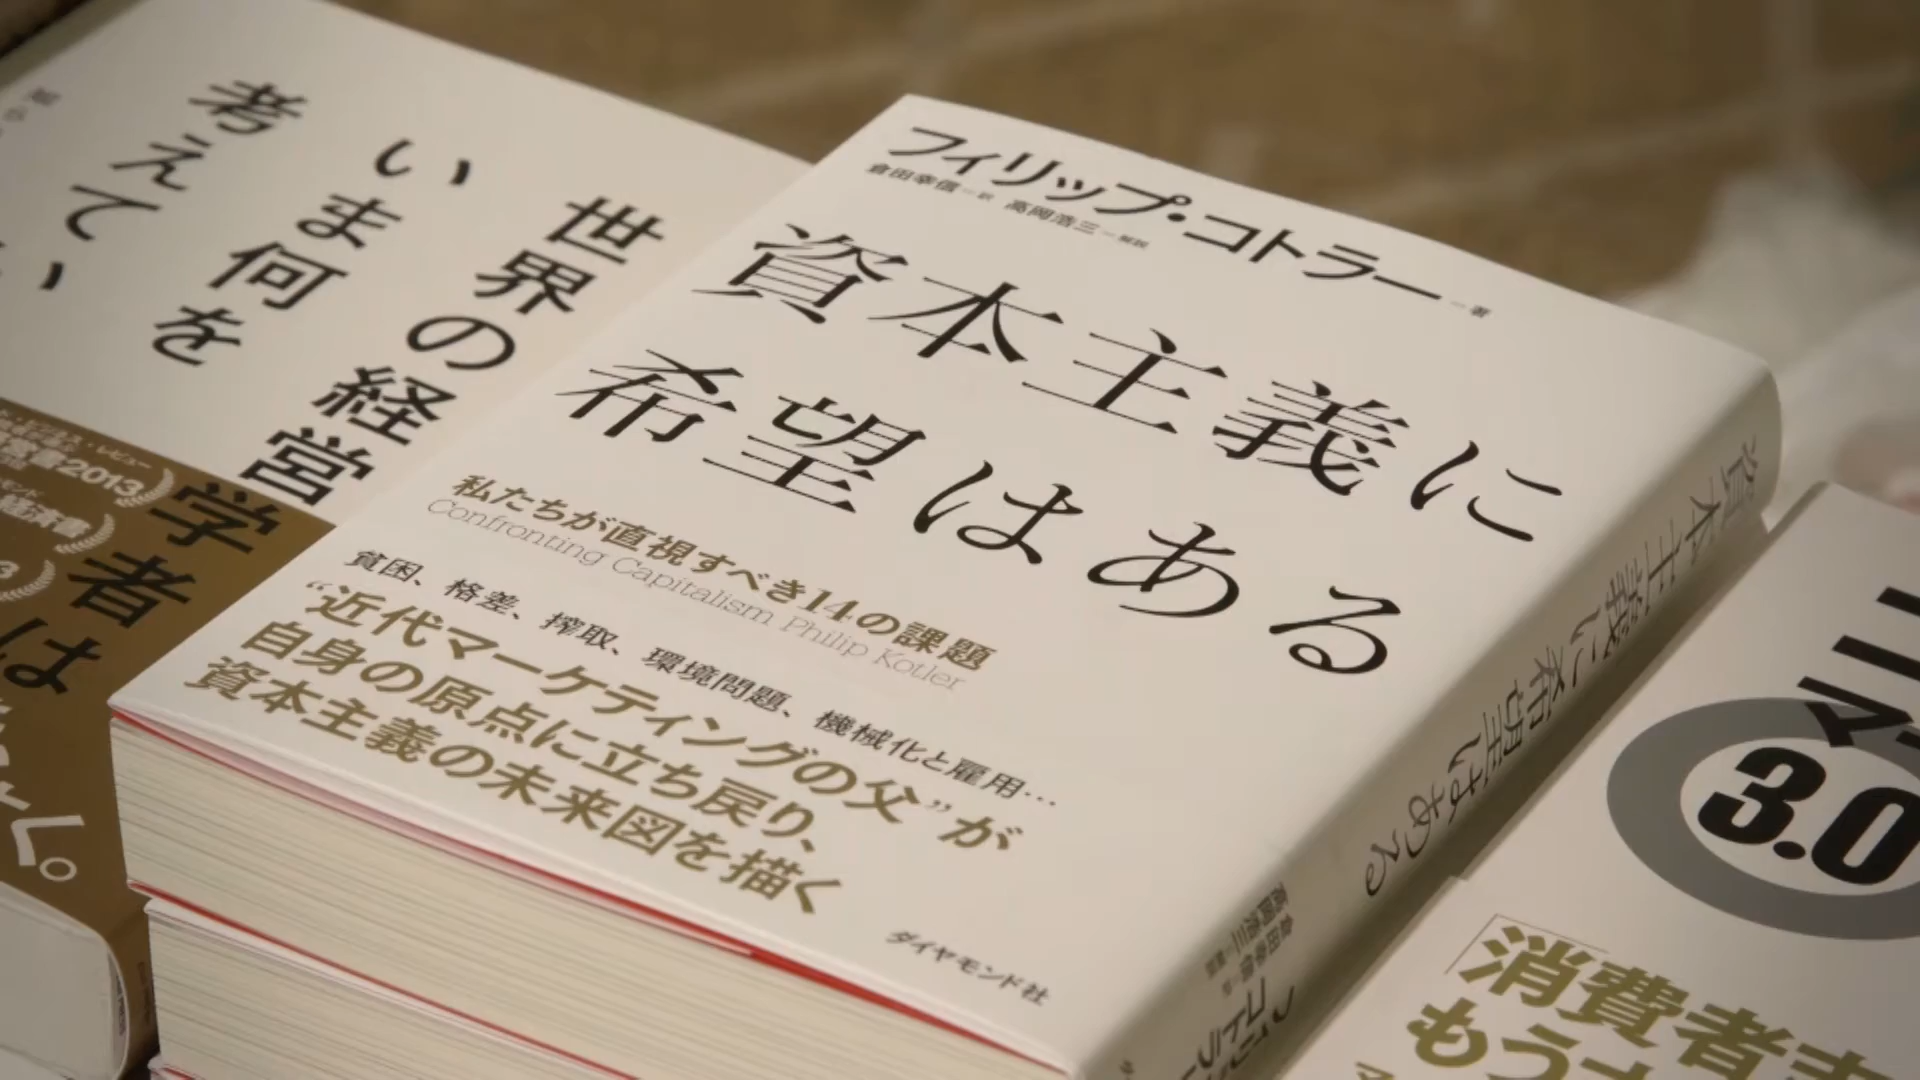 フィリップ・コトラー 著
倉田幸信 訳 高岡浩三 解説
資本主義に
希望はある
私たちが直視すべき14の課題
Confronting Capitalism Philip Kotler
貧困、格差、搾取、環境問題、機械化と雇用…
“近代マーケティングの父”が
自身の原点に立ち戻り、
資本主義の未来図を描く
ダイヤモンド社
資本主義に希望はある
世界の経営学者は
いま何を
考えてい
3.0
「消費者
もう